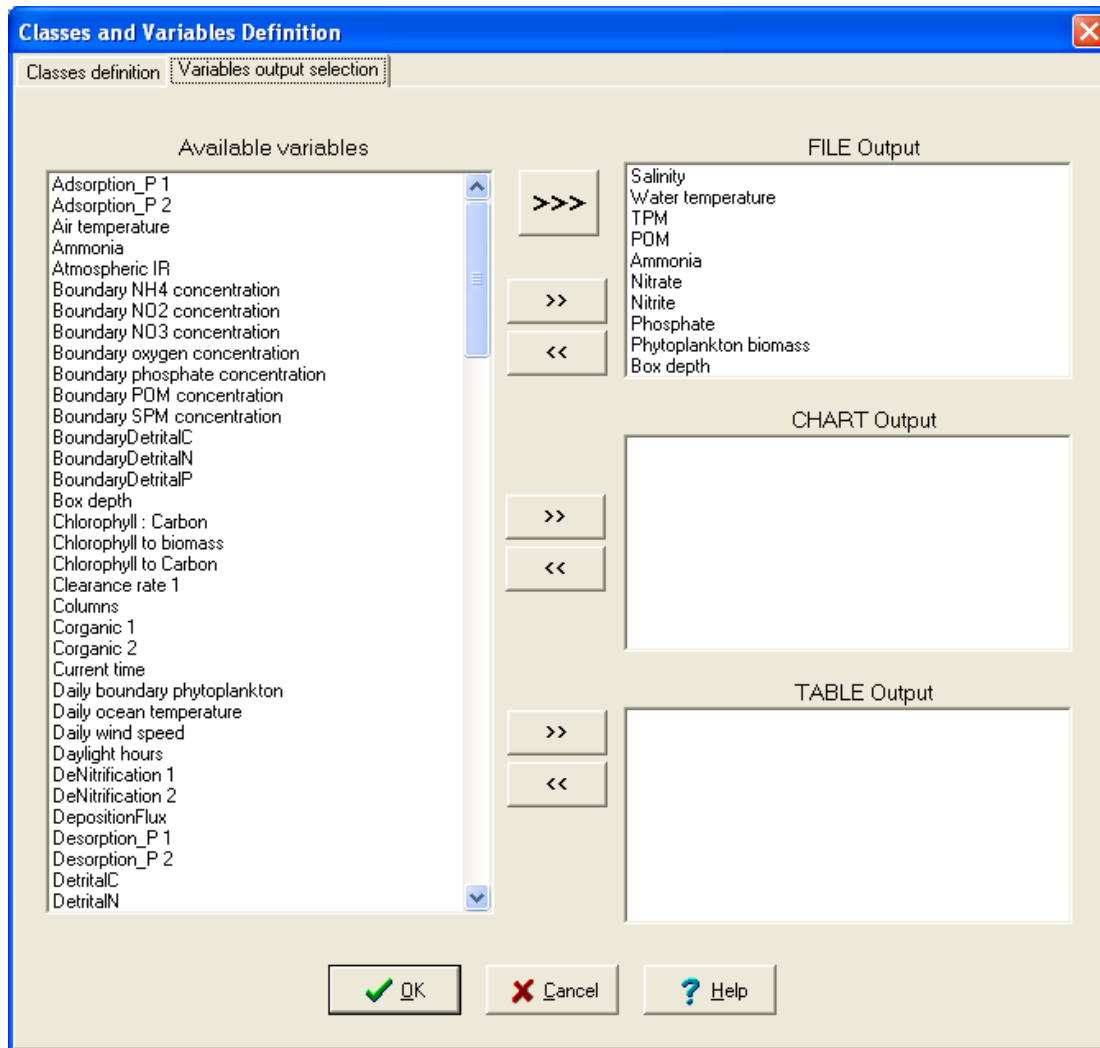 Classes and Variables Definition
Classes definition
Variables output selection
Available variables
Adsorption_P 1
Adsorption_P 2
Air temperature
Ammonia
Atmospheric IR
Boundary NH4 concentration
Boundary NO2 concentration
Boundary NO3 concentration
Boundary oxygen concentration
Boundary phosphate concentration
Boundary POM concentration
Boundary SPM concentration
BoundaryDetritalC
BoundaryDetritalN
BoundaryDetritalP
Box depth
Chlorophyll : Carbon
Chlorophyll to biomass
Chlorophyll to Carbon
Clearance rate 1
Columns
Corganic 1
Corganic 2
Current time
Daily boundary phytoplankton
Daily ocean temperature
Daily wind speed
Daylight hours
DeNitrification 1
DeNitrification 2
DepositionFlux
Desorption_P 1
Desorption_P 2
DetritalC
DetritalN
>>>
>>
<<
FILE Output
Salinity
Water temperature
TPM
POM
Ammonia
Nitrate
Nitrite
Phosphate
Phytoplankton biomass
Box depth
>>
<<
CHART Output
>>
<<
TABLE Output
OK
Cancel
? Help